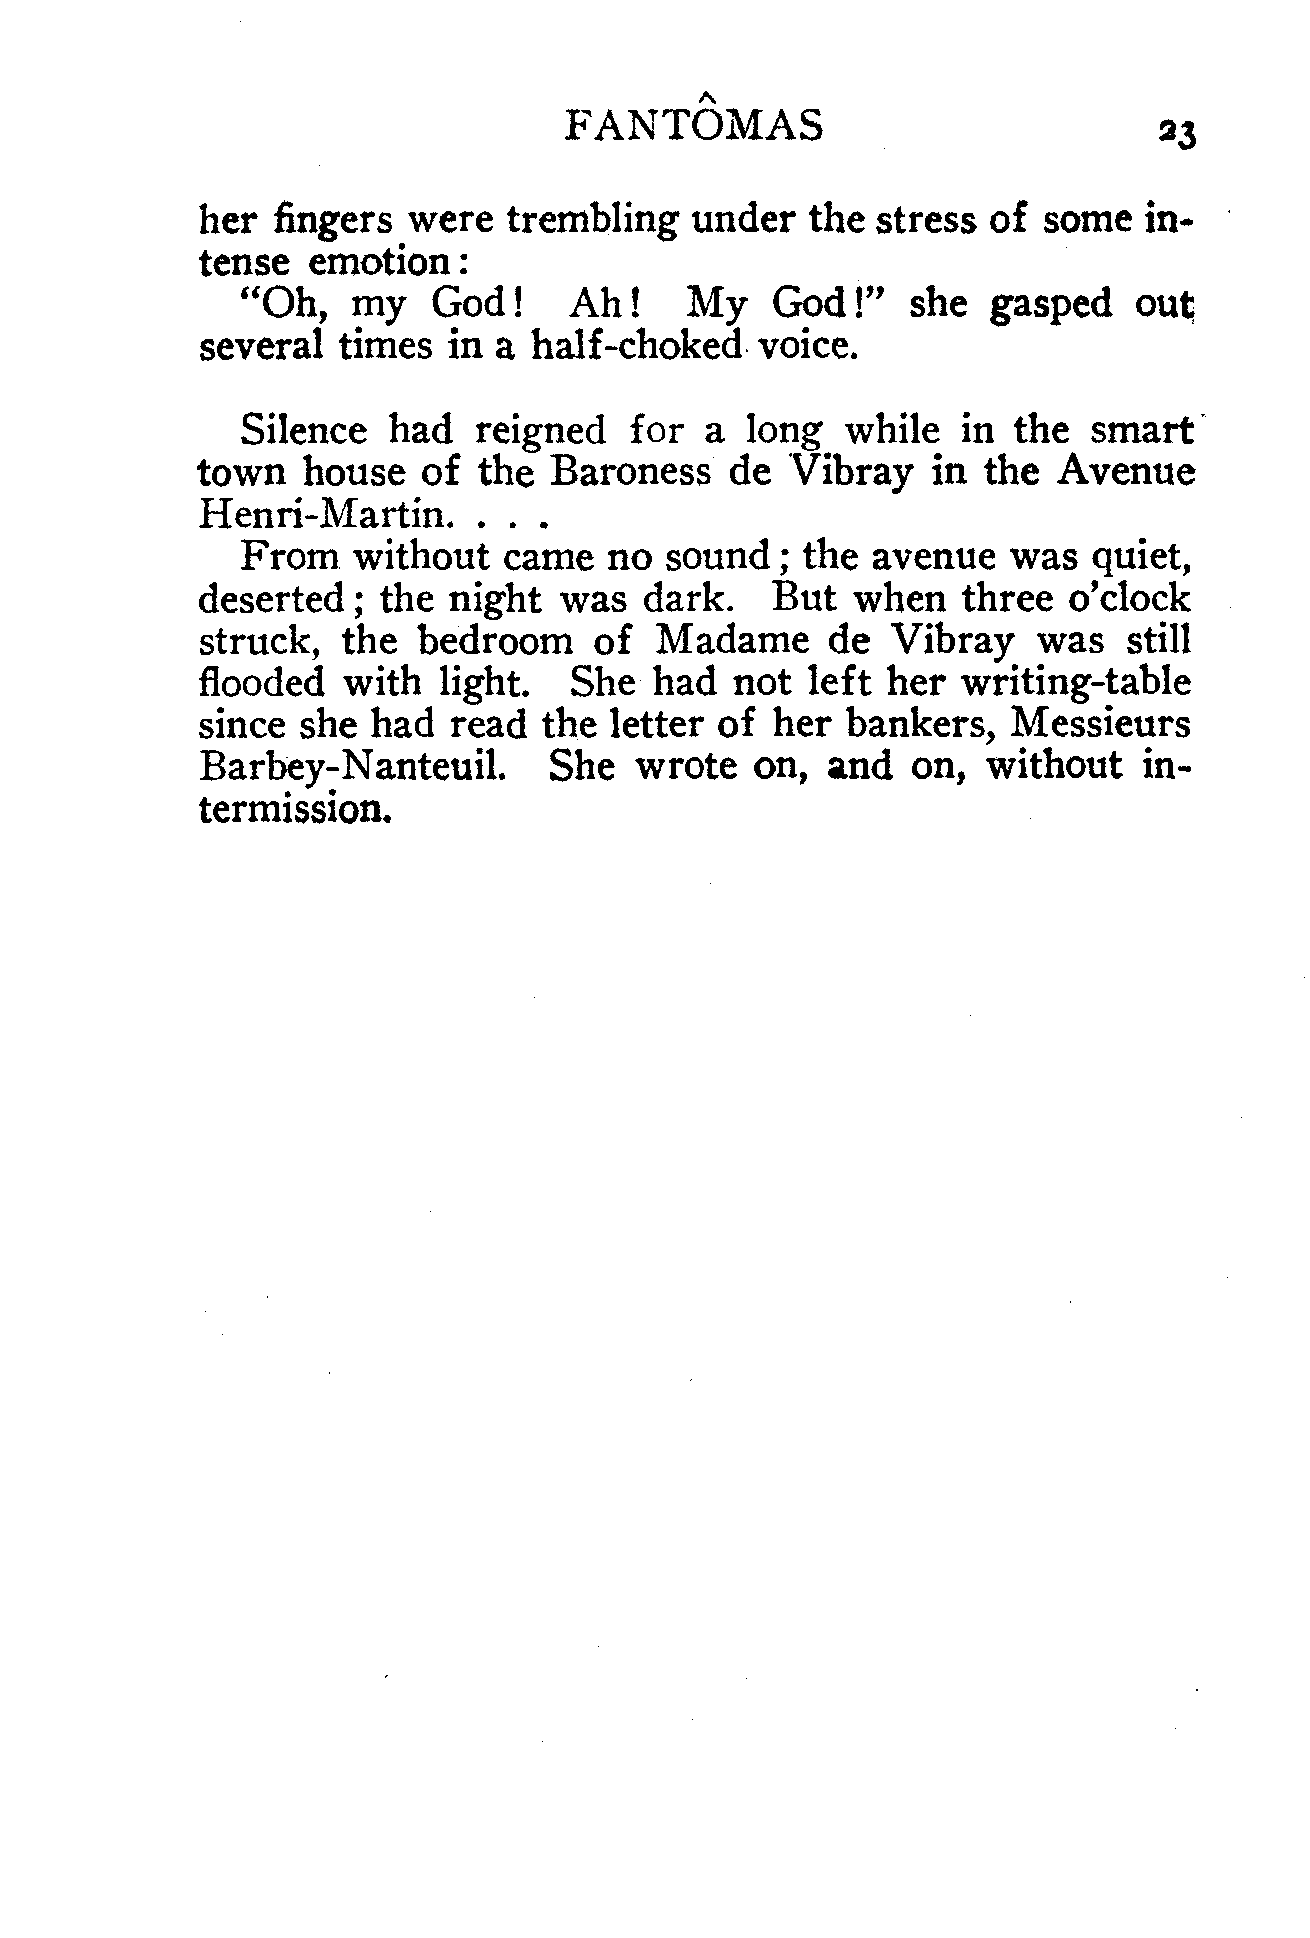 FANTÔMAS 23
her fingers were trembling under the stress of some in-
tense emotion:
"Oh, my God! Ah! My God!" she gasped out
several times in a half-choked voice.
Silence had reigned for a long while in the smart
town house of the Baroness de Vibray in the Avenue
Henri-Martin. . . .
From without came no sound; the avenue was quiet,
deserted; the night was dark. But when three o'clock
struck, the bedroom of Madame de Vibray was still
flooded with light. She had not left her writing-table
since she had read the letter of her bankers, Messieurs
Barbey-Nanteuil. She wrote on, and on, without in-
termission.